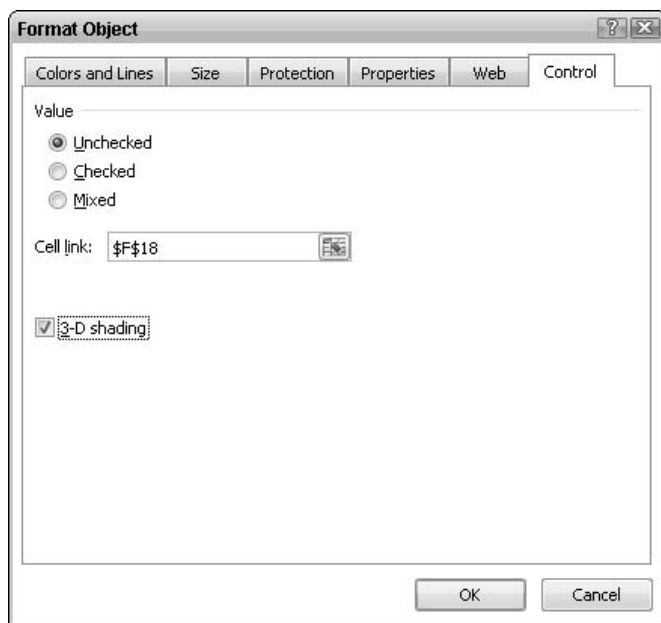 Format Object
Colors and Lines Size Protection Properties Web Control
Value
Unchecked
Checked
Mixed
Cell link: $F$18
3-D shading
OK Cancel